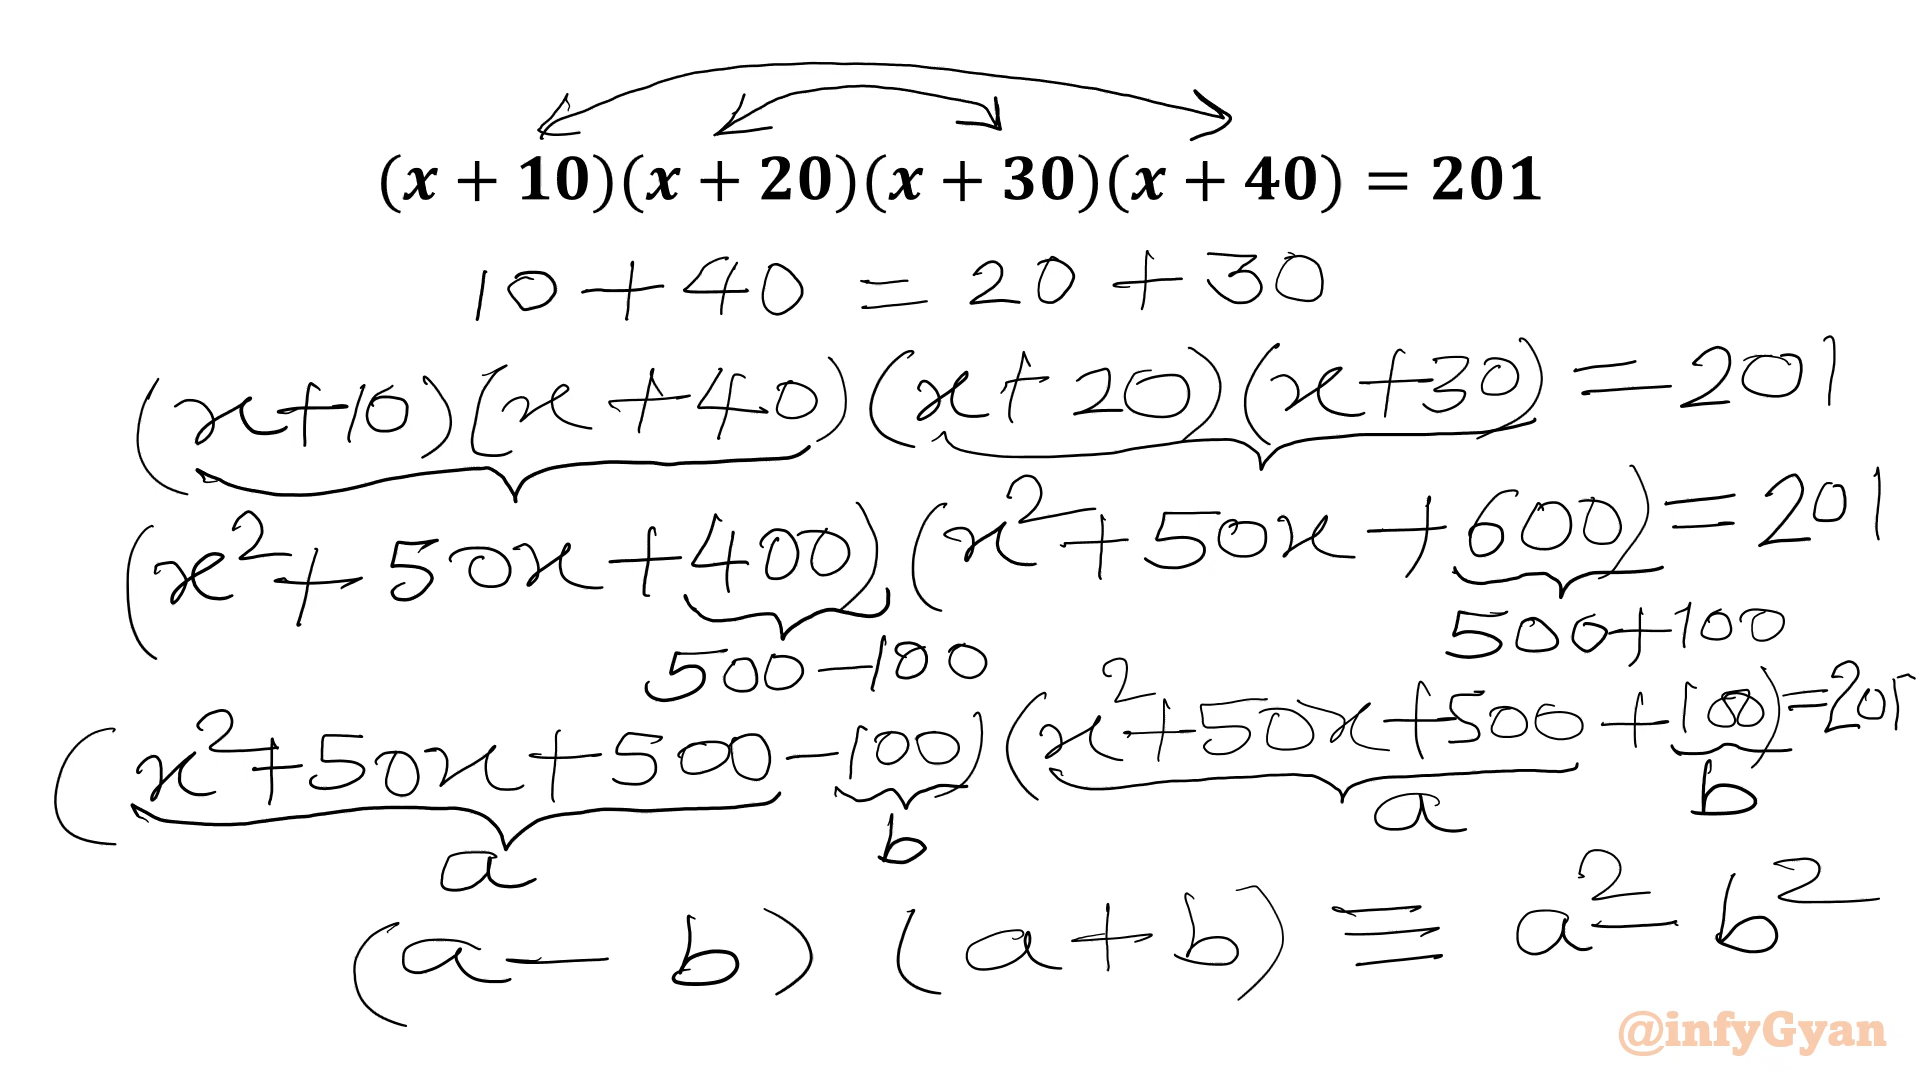 (x + 10)(x + 20)(x + 30)(x + 40) = 201
10 + 40 = 20 + 30
(x+10)(x+40)(x+20)(x+30) = 201
(x²+50x+400)(x²+50x+600) = 201
500-100 500+100
(x²+50x+500-100)(x²+50x+500+100)=201
a b a b
(a-b)(a+b) ≡ a²-b²
@infyGyan